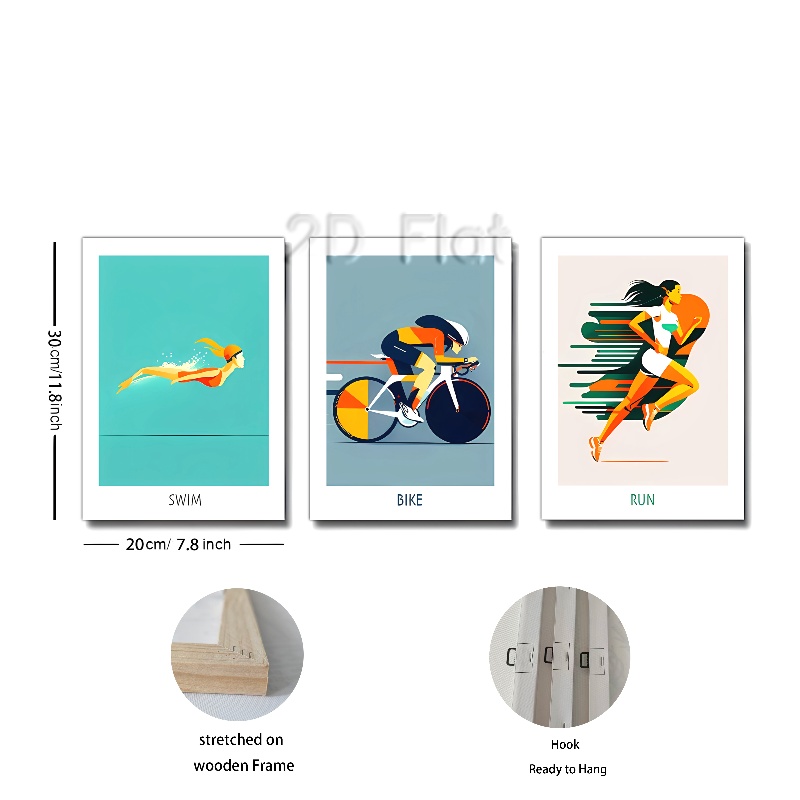 2D Flat
30cm/11.8inch
SWIM
BIKE
RUN
20cm/ 7.8 inch
stretched on
wooden Frame
Hook
Ready to Hang